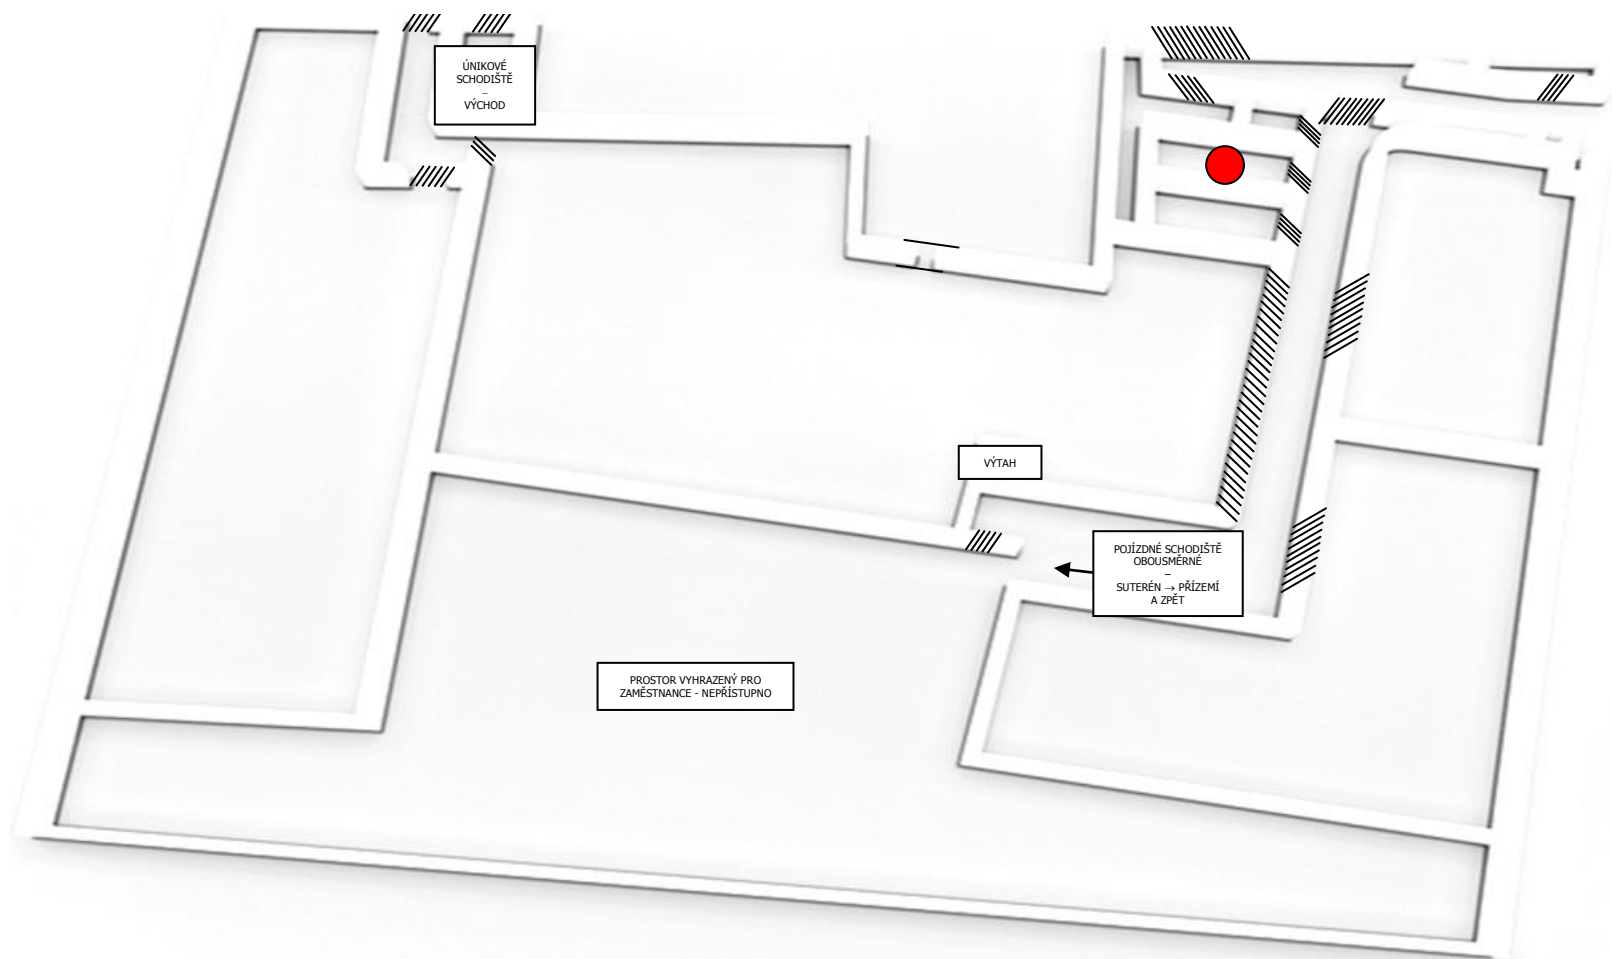 ÚNIKOVÉ
SCHODIŠTĚ
–
VÝCHOD
VÝTAH
POJÍZDNÉ SCHODIŠTĚ
OBOUSMĚRNÉ
–
SUTERÉN → PŘÍZEMÍ
A ZPĚT
PROSTOR VYHRAZENÝ PRO
ZAMĚSTNANCE - NEPŘÍSTUPNO